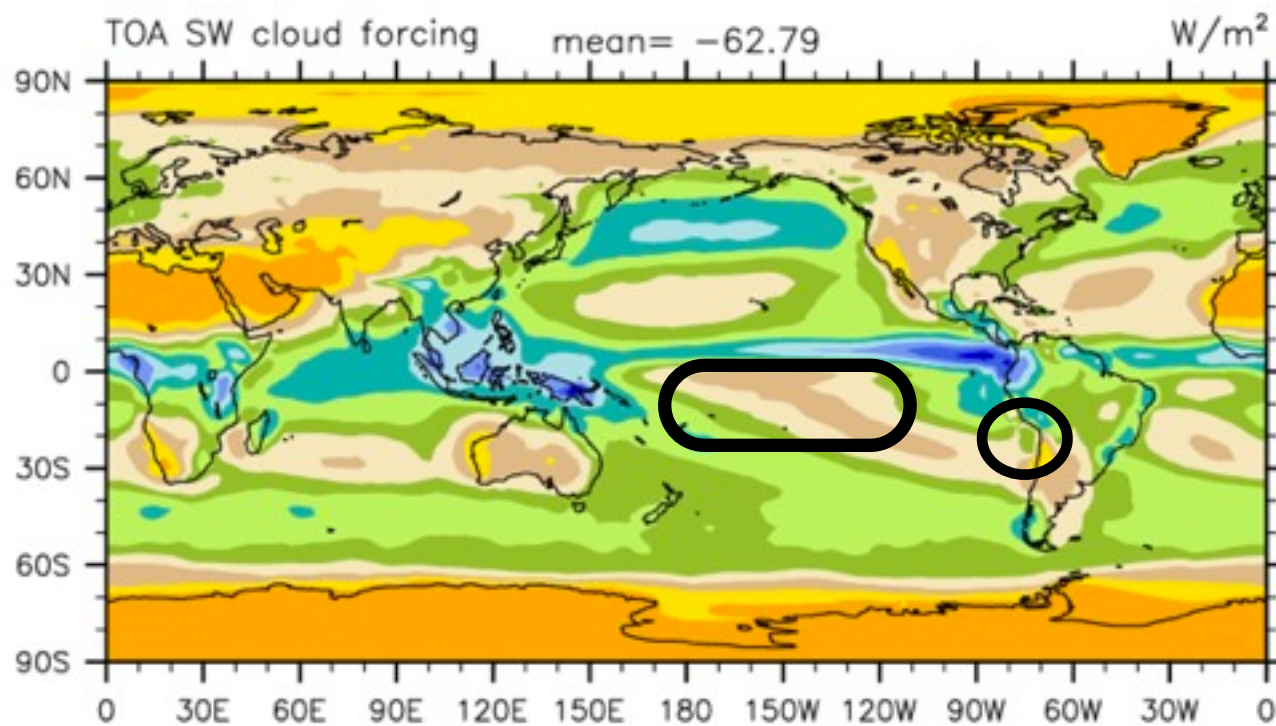 TOA SW cloud forcing mean= −62.79 W/m²
90N
60N
30N
0
30S
60S
90S
0 30E 60E 90E 120E 150E 180 150W 120W 90W 60W 30W 0